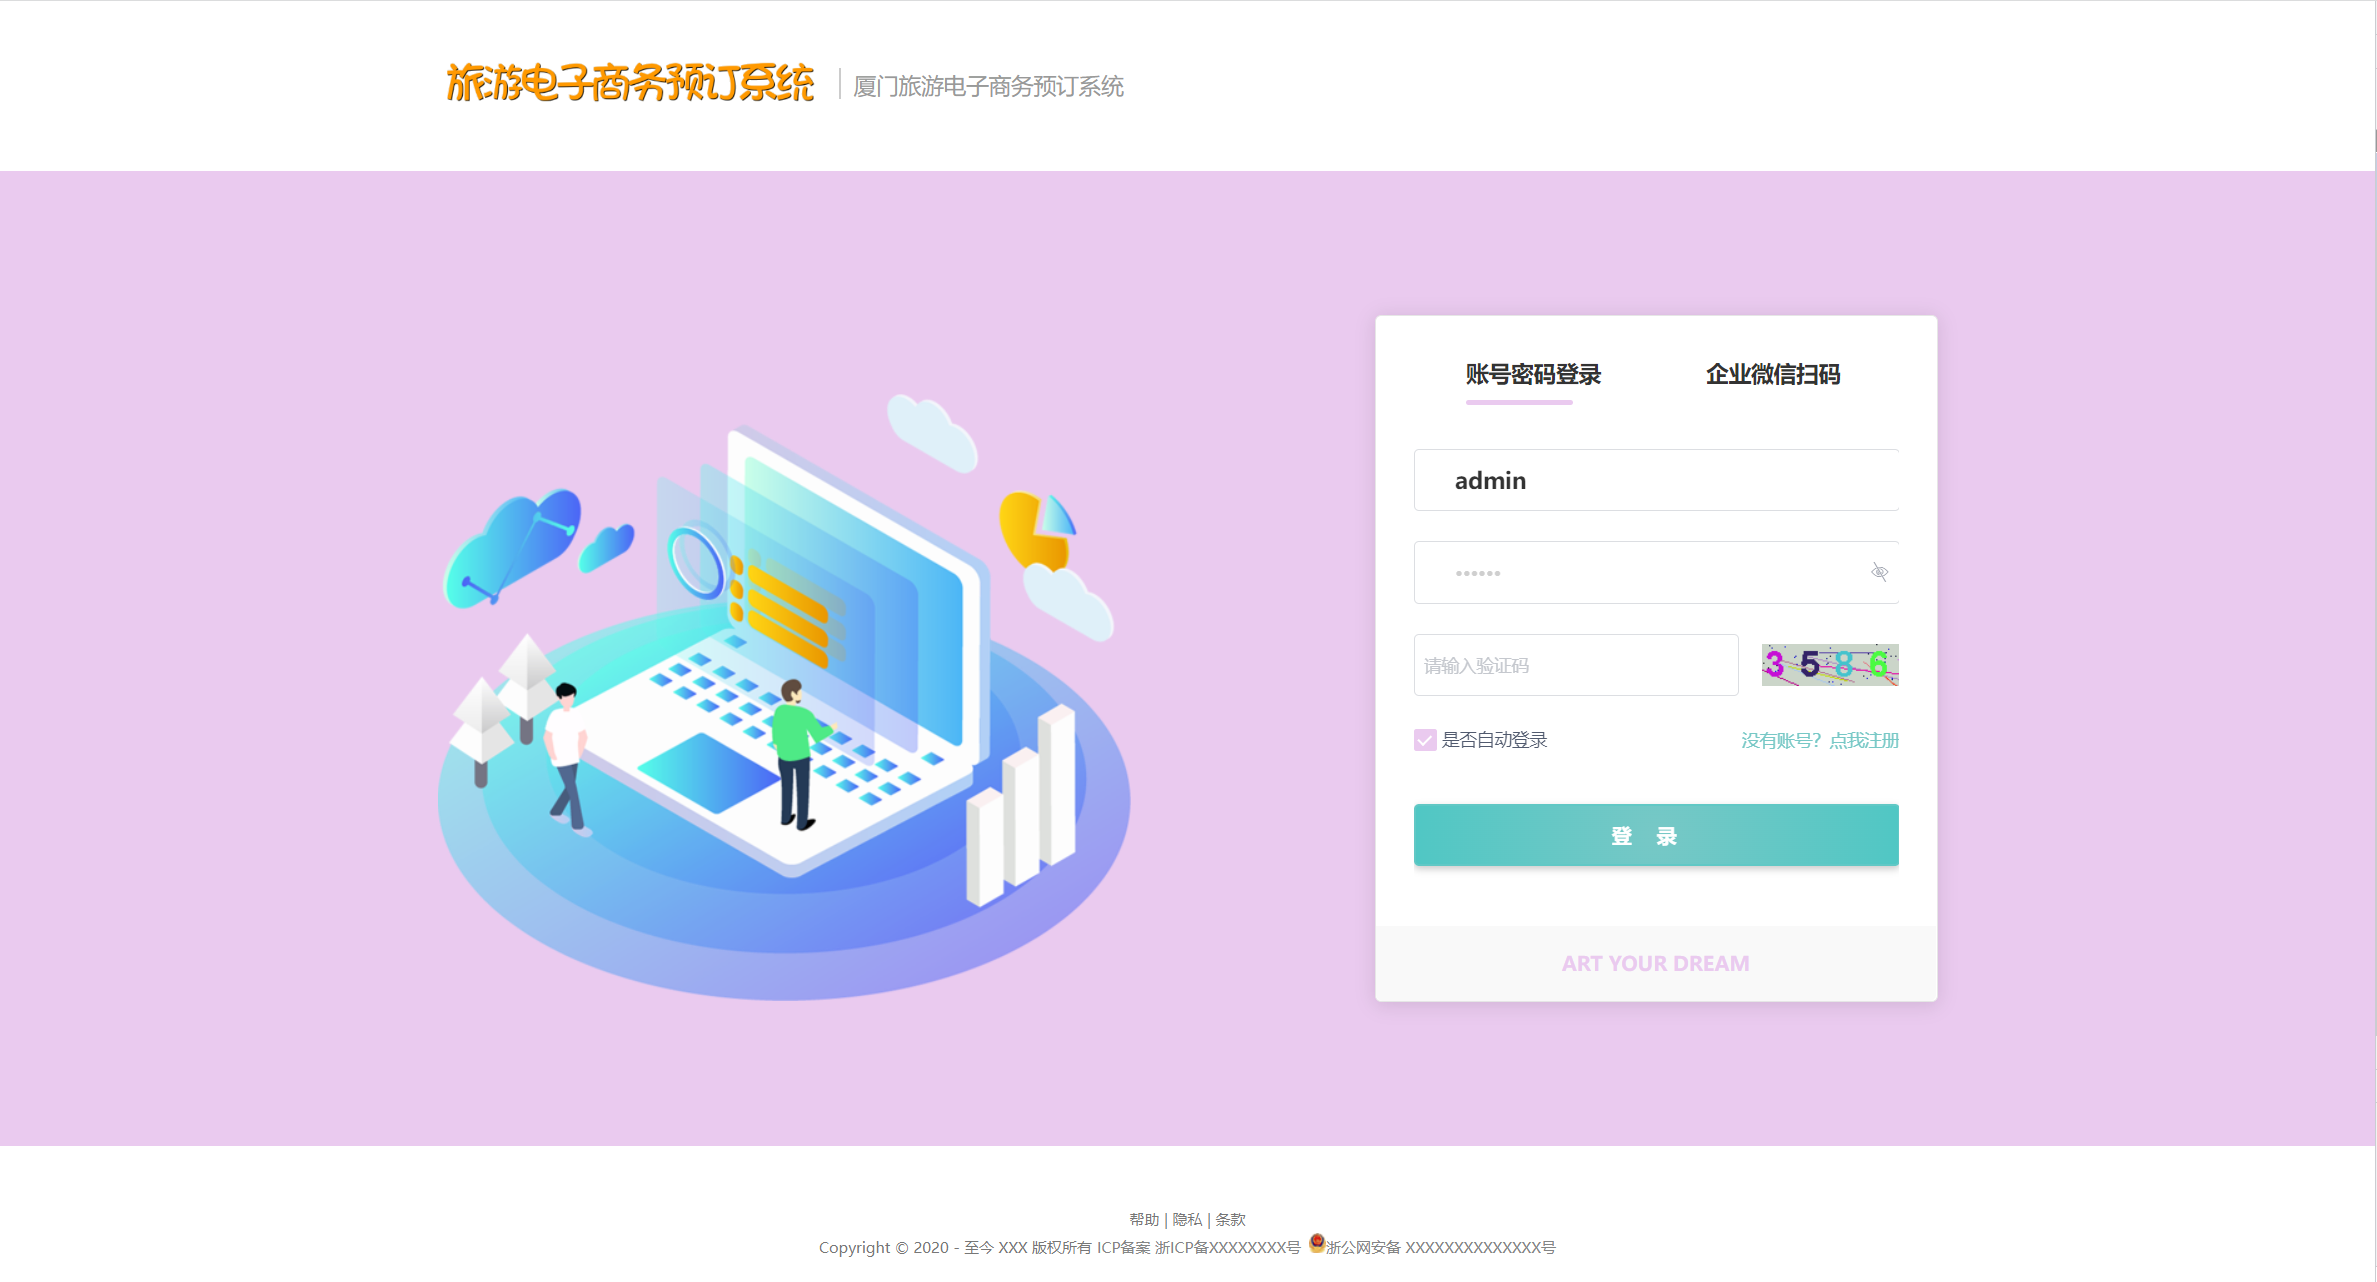 旅游电子商务预订系统
厦门旅游电子商务预订系统
账号密码登录 企业微信扫码
admin
••••••
请输入验证码 3586
是否自动登录 没有账号？点我注册
登 录
ART YOUR DREAM
帮助 | 隐私 | 条款
Copyright © 2020 - 至今 XXX 版权所有 ICP备案 浙ICP备XXXXXXXX号 浙公网安备 XXXXXXXXXXXXXX号